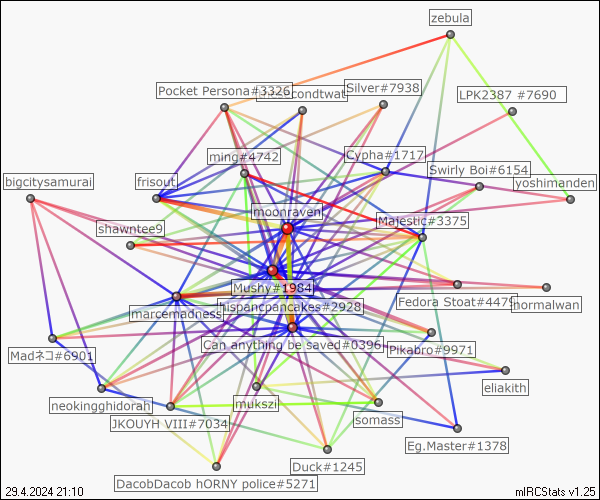 zebula
Pocket Persona#3326
Silver#7938
LPK2387 #7690
ming#4742
Cypha#1717
Swirly Boi#6154
bigcitysamurai
frisout
yoshimanden
moonraven
shawntee9
Majestic#3375
Mushy#1984
Fedora Stoat#4479
normalwan
hispancpancakes#2928
marcemadness
Can anything be saved#0396
Pikabro#9971
Madネコ#6901
eliakith
neokingghidorah
mukszi
JKOUYH VIII#7034
somass
Eg.Master#1378
Duck#1245
DacobDacob hORNY police#5271
29.4.2024 21:10
mIRCStats v1.25